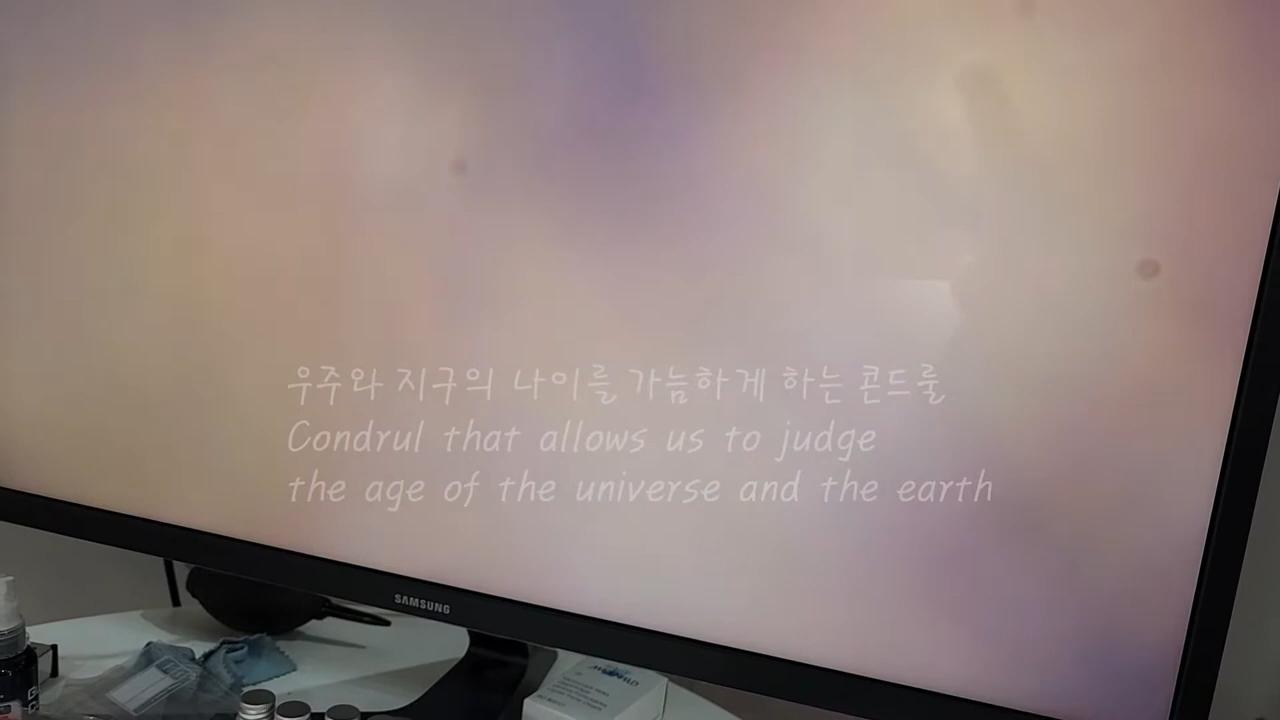 우주와 지구의 나이를 가늠하게 하는 콘드룰
Condrul that allows us to judge
the age of the universe and the earth
SAMSUNG